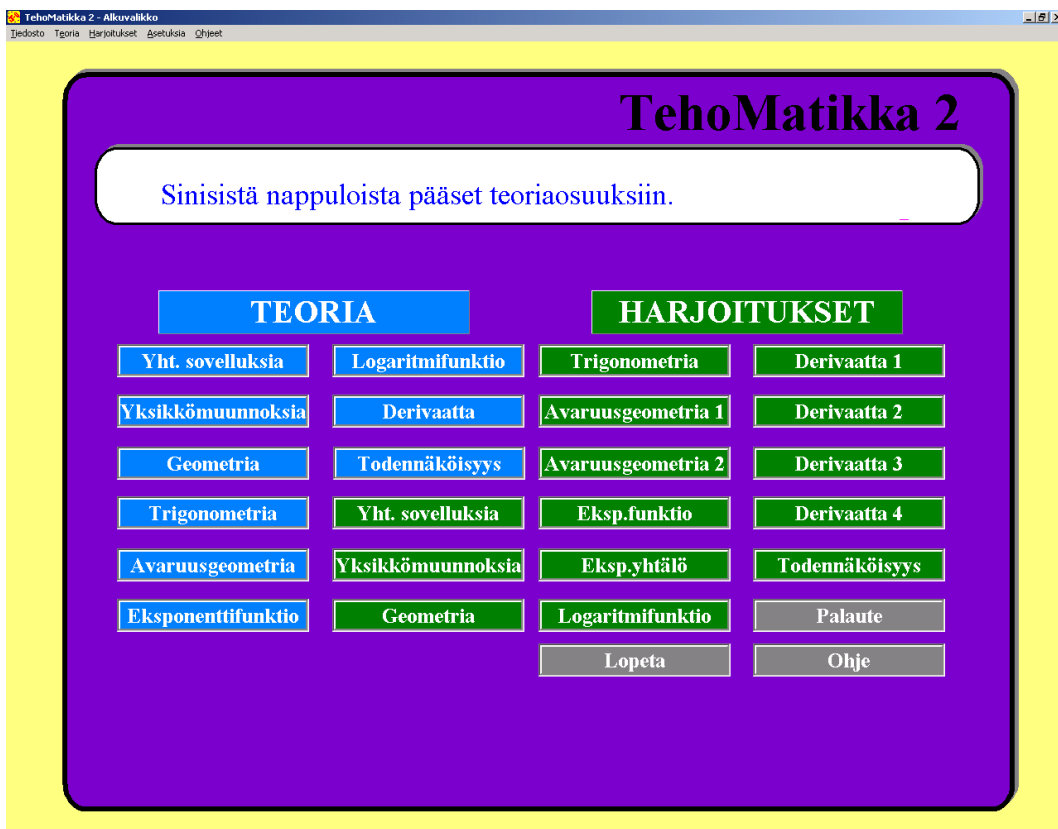 TehoMatikka 2 - Alkuvalikko
Tiedosto Teoria Harjoitukset Asetuksia Ohjeet
TehoMatikka 2
Sinisistä nappuloista pääset teoriaosuuksiin.
TEORIA HARJOITUKSET
Yht. sovelluksia Logaritmifunktio Trigonometria Derivaatta 1
Yksikkömuunnoksia Derivaatta Avaruusgeometria 1 Derivaatta 2
Geometria Todennäköisyys Avaruusgeometria 2 Derivaatta 3
Trigonometria Yht. sovelluksia Eksp.funktio Derivaatta 4
Avaruusgeometria Yksikkömuunnoksia Eksp.yhtälö Todennäköisyys
Eksponenttifunktio Geometria Logaritmifunktio Palaute
Lopeta Ohje